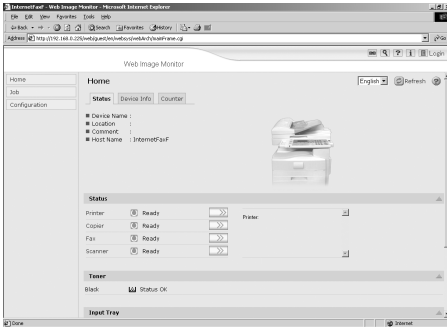 InternetFaxF - Web Image Monitor - Microsoft Internet Explorer
File Edit View Favorites Tools Help
Back Search Favorites History
Address http://192.168.0.229/web/guest/en/websys/webArch/mainFrame.cgi Go
Login
Web Image Monitor
Home
Job
Configuration
Home
English Refresh
Status Device Info Counter
Device Name :
Location :
Comment :
Host Name : InternetFaxF
Status
Printer Ready
Copier Ready
Fax Ready
Scanner Ready
Printer
Toner
Black Status OK
Input Tray
Done Internet